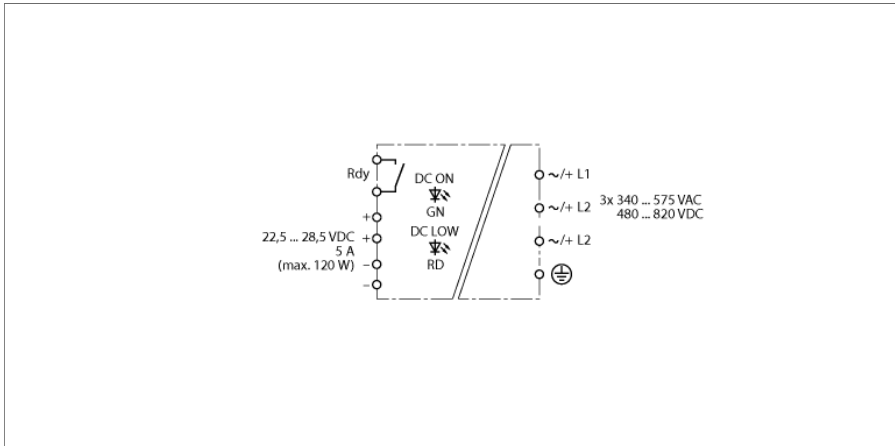 Rdy
DC ON
GN
DC LOW
RD
+
22,5 ... 28,5 VDC +
5 A
(max. 120 W) –
–
~/+ L1
~/+ L2
~/+ L2
3x 340 ... 575 VAC
480 ... 820 VDC